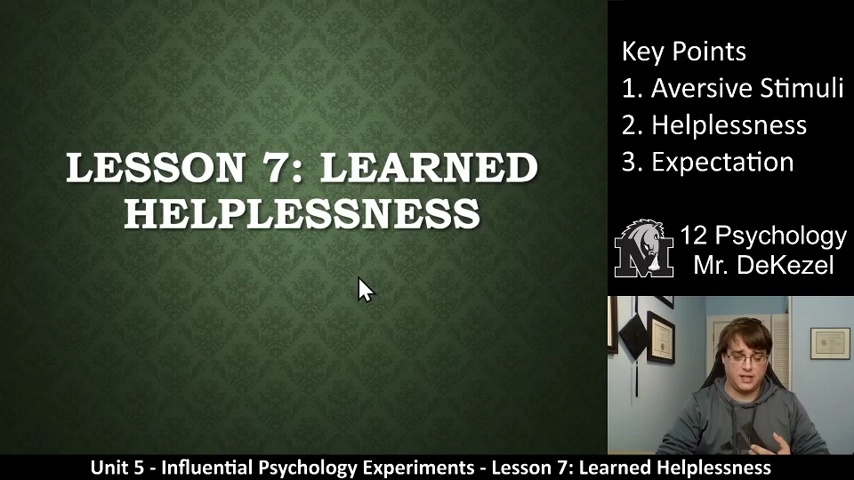 LESSON 7: LEARNED
HELPLESSNESS
Key Points
1. Aversive Stimuli
2. Helplessness
3. Expectation
M
12 Psychology
Mr. DeKezel
Unit 5 - Influential Psychology Experiments - Lesson 7: Learned Helplessness